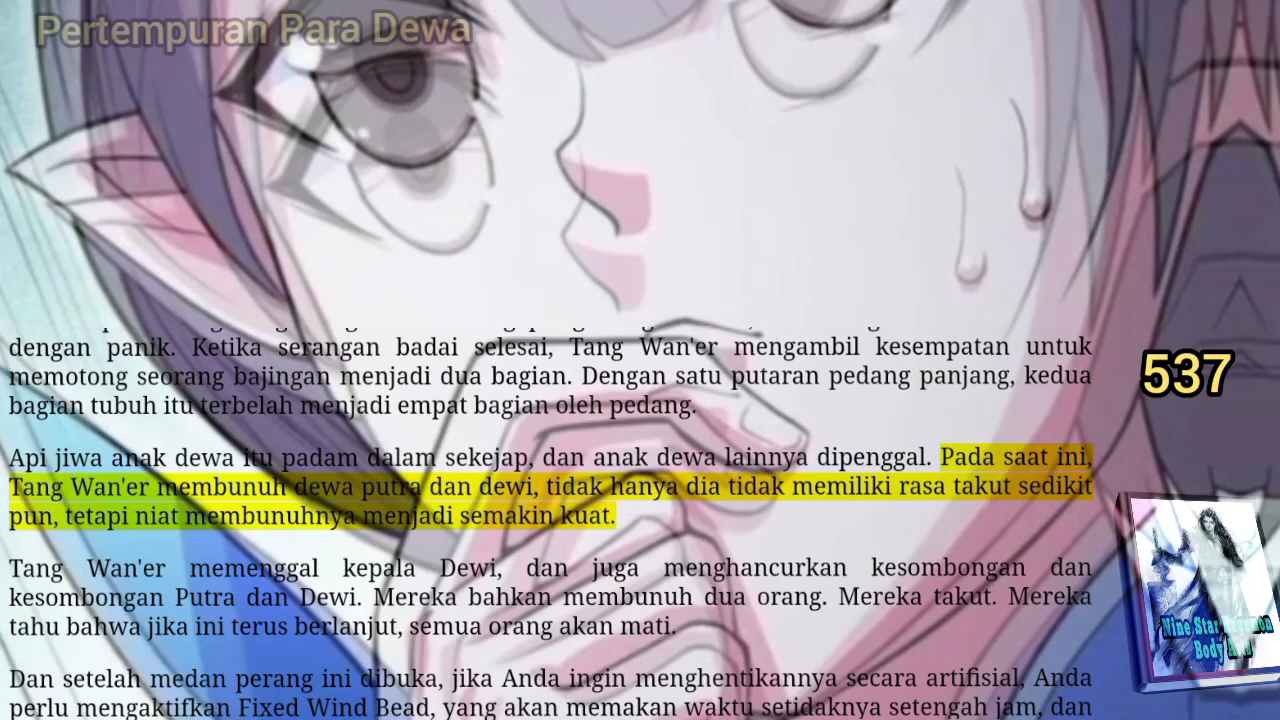 Pertempuran Para Dewa
dengan panik. Ketika serangan badai selesai, Tang Wan'er mengambil kesempatan untuk
memotong seorang bajingan menjadi dua bagian. Dengan satu putaran pedang panjang, kedua
bagian tubuh itu terbelah menjadi empat bagian oleh pedang.
Api jiwa anak dewa itu padam dalam sekejap, dan anak dewa lainnya dipenggal. Pada saat ini,
Tang Wan'er membunuh dewa putra dan dewi, tidak hanya dia tidak memiliki rasa takut sedikit
pun, tetapi niat membunuhnya menjadi semakin kuat.
Tang Wan'er memenggal kepala Dewi, dan juga menghancurkan kesombongan dan
kesombongan Putra dan Dewi. Mereka bahkan membunuh dua orang. Mereka takut. Mereka
tahu bahwa jika ini terus berlanjut, semua orang akan mati.
Dan setelah medan perang ini dibuka, jika Anda ingin menghentikannya secara artifisial, Anda
perlu mengaktifkan Fixed Wind Bead, yang akan memakan waktu setidaknya setengah jam, dan
537
Nine Star
Body